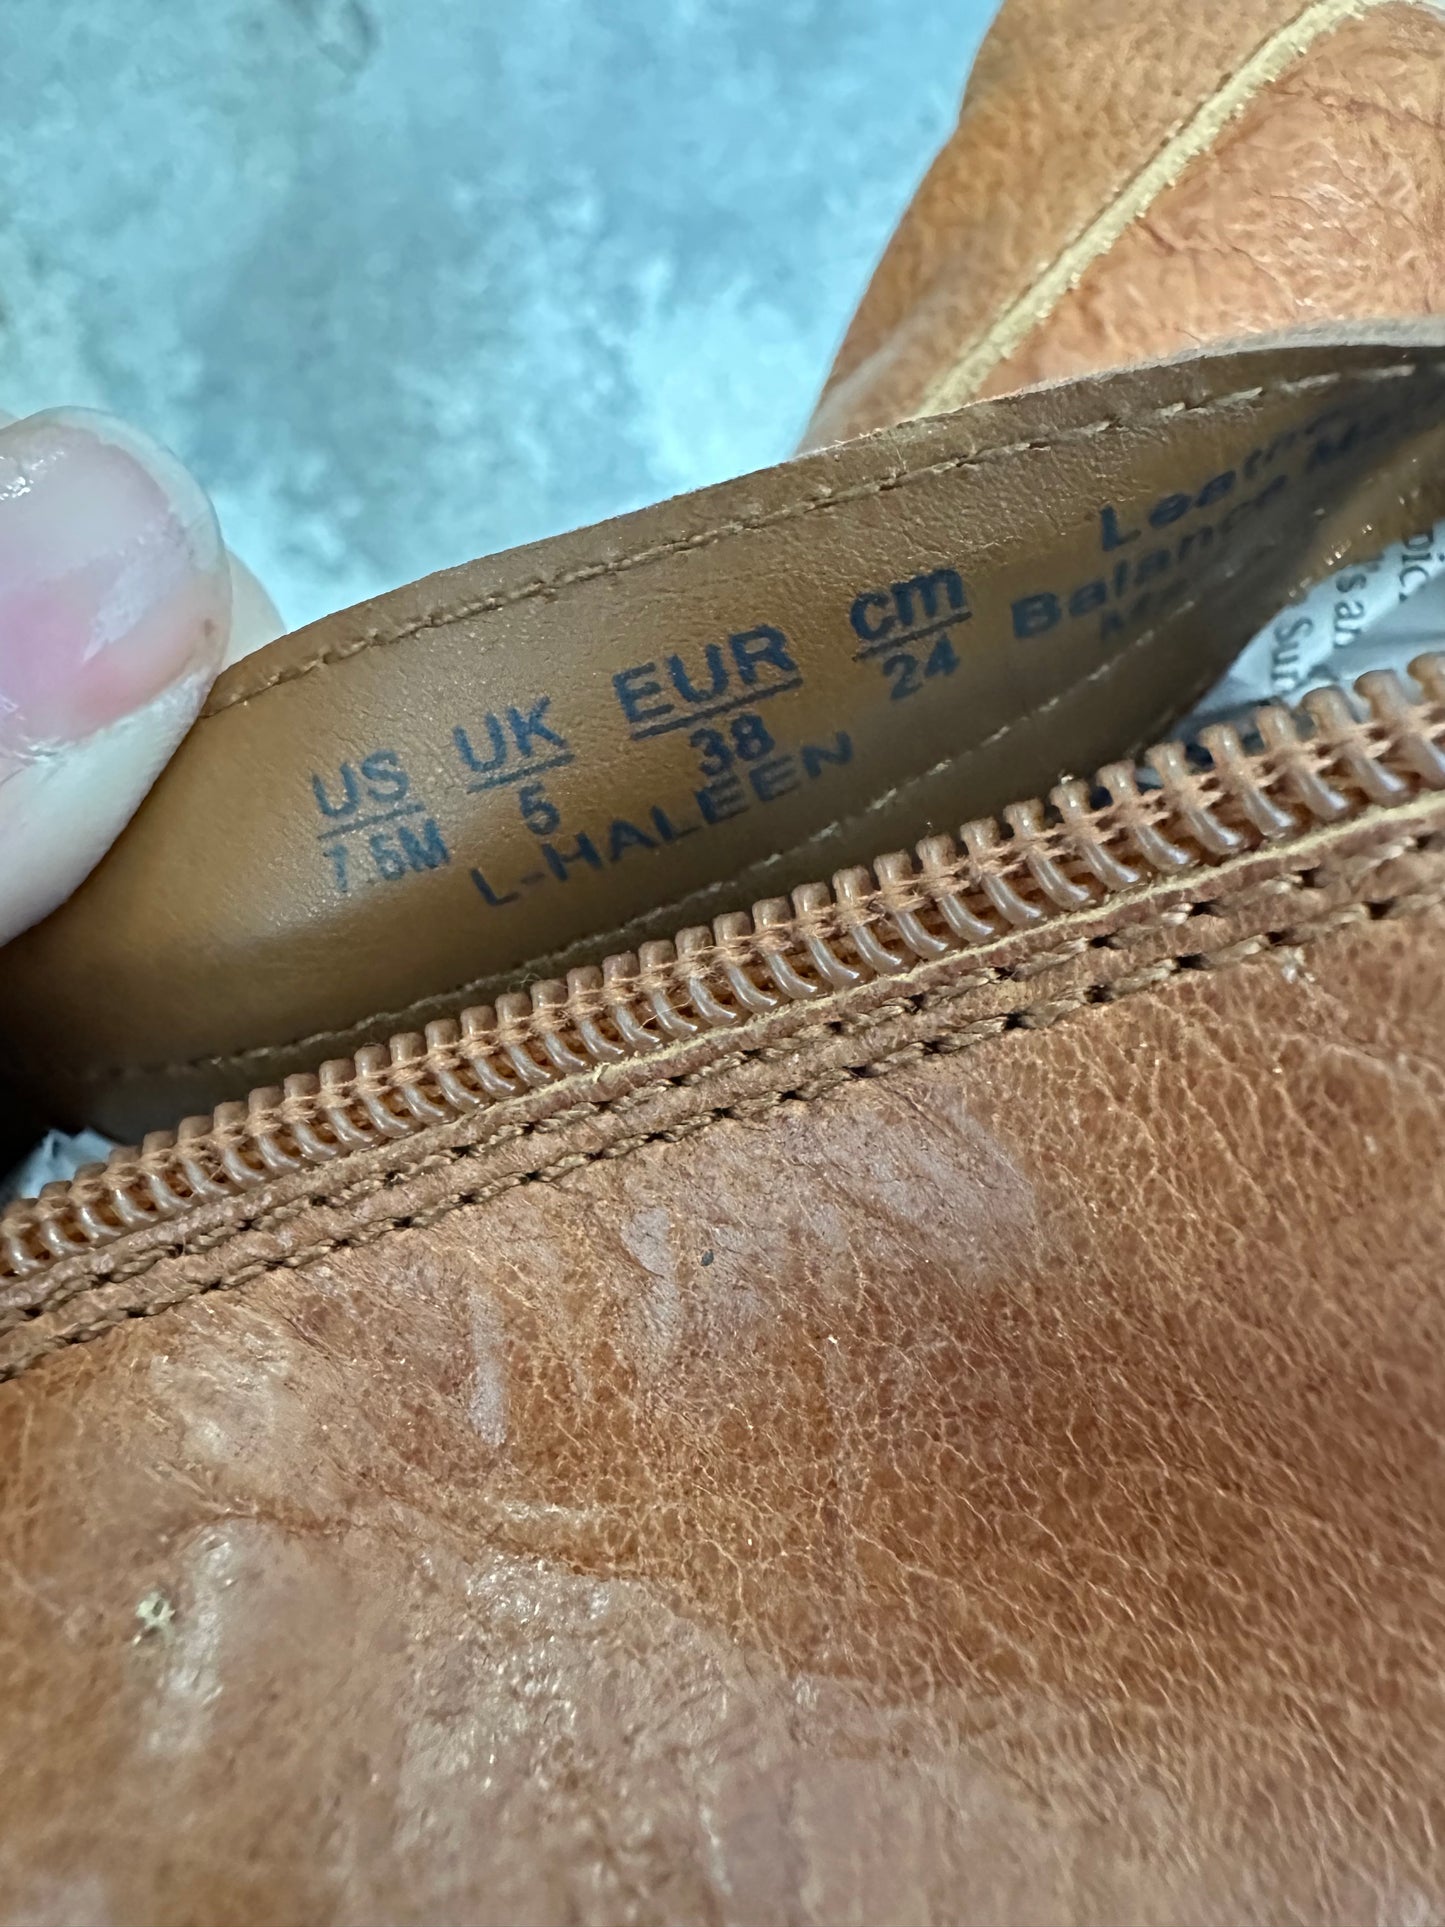 US UK EUR cm
7.5M 5 38 24
L-HALEEN
Balance